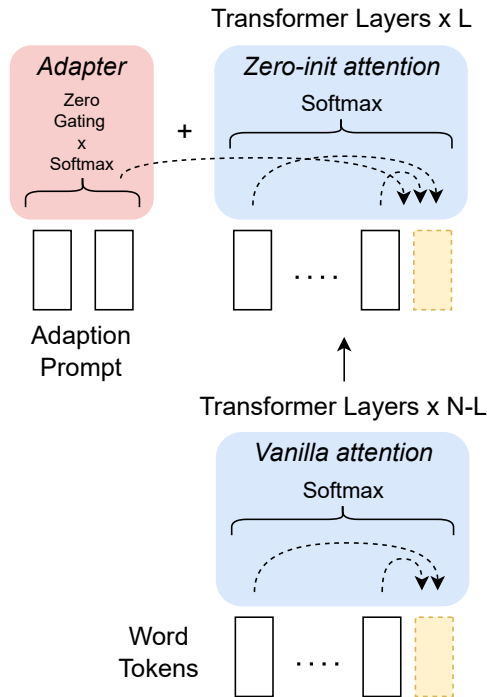 Transformer Layers x L
Adapter
Zero
Gating
x
Softmax
+
Zero-init attention
Softmax
. . . .
Adaption
Prompt
Transformer Layers x N-L
Vanilla attention
Softmax
Word
Tokens
. . . .